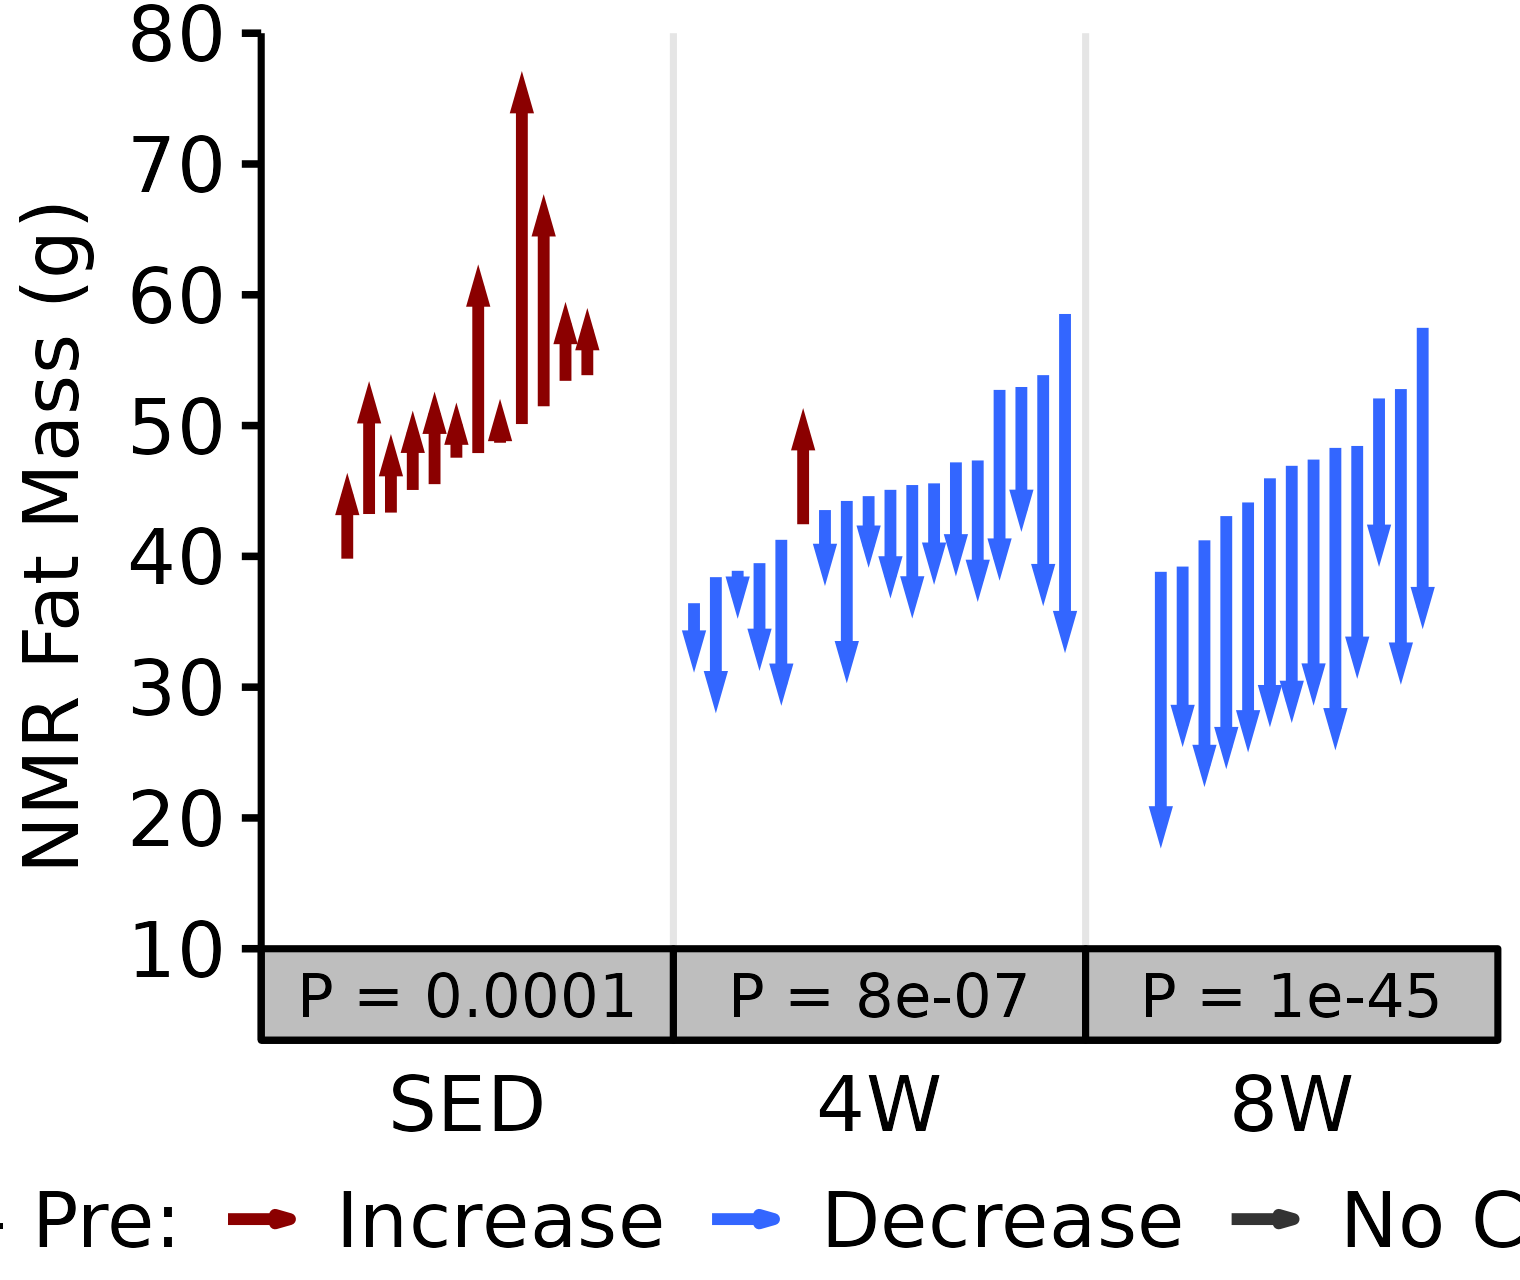 NMR Fat Mass (g)
80
70
60
50
40
30
20
10
P = 0.0001 P = 8e-07 P = 1e-45
SED 4W 8W
- Pre: Increase Decrease No C